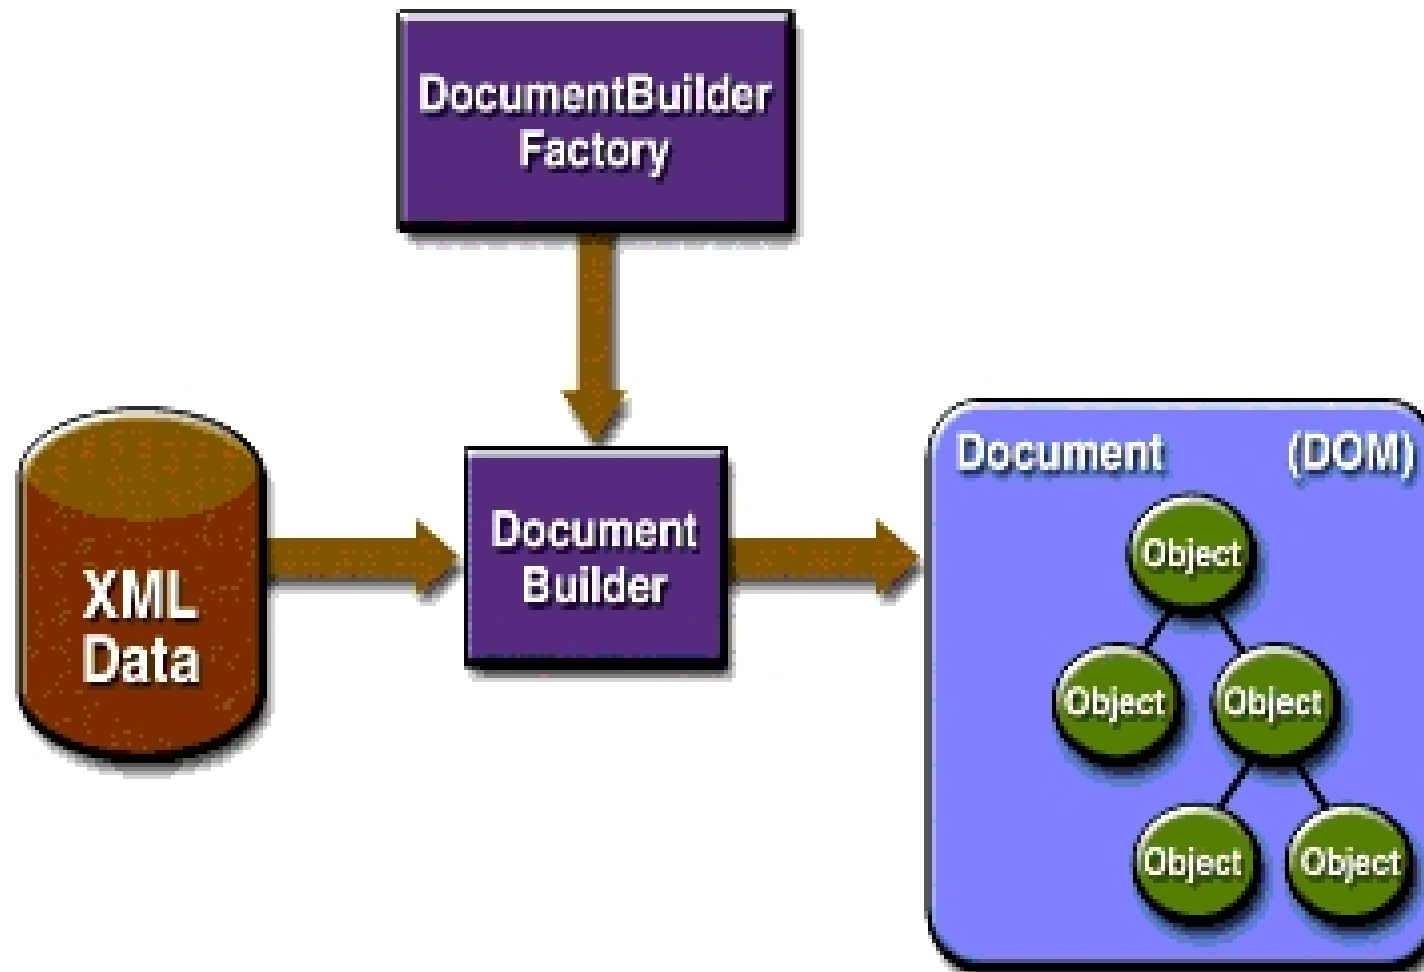 DocumentBuilder
Factory
XML
Data
Document
Builder
Document (DOM)
Object
Object Object
Object Object